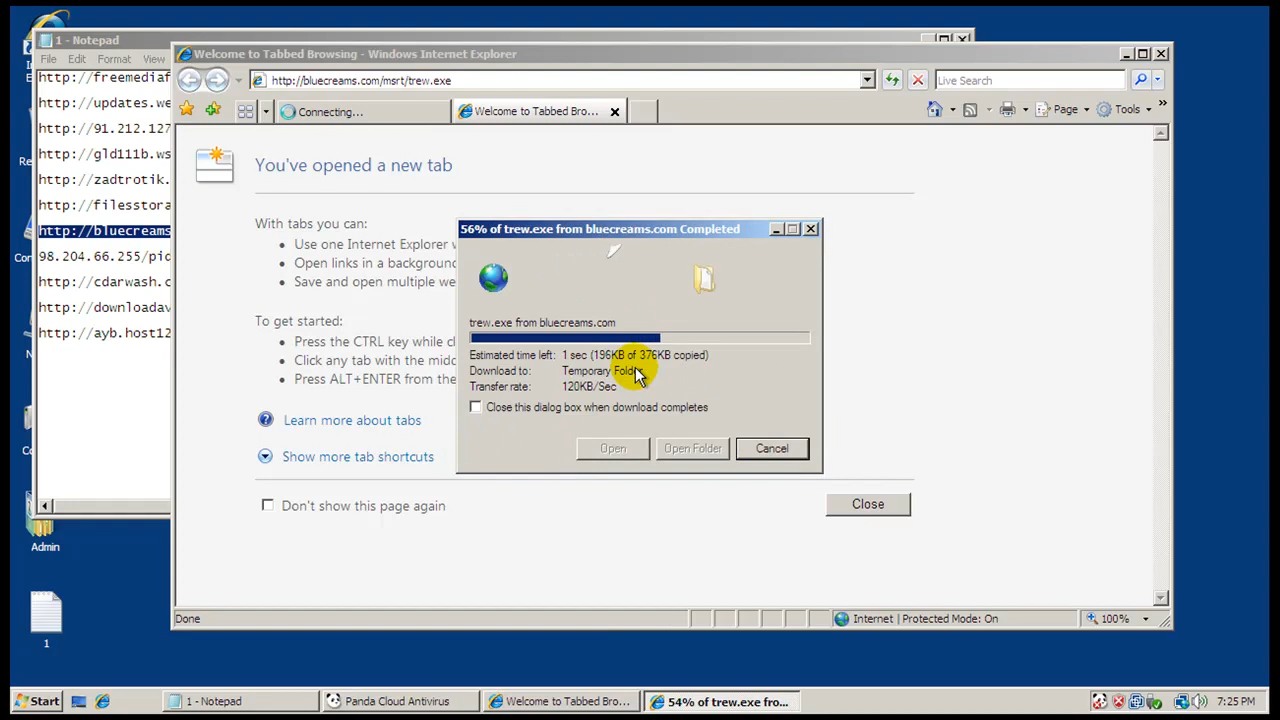 1 - Notepad
File Edit Format View
http://freemediaf
http://updates.we
http://91.212.127
http://gld111b.ws
http://zadtrotik.
http://filesstora
http://bluecreams
98.204.66.255/pid
http://cdarwash.c
http://downloadav
http://ayb.host12
Welcome to Tabbed Browsing - Windows Internet Explorer
http://bluecreams.com/msrt/trew.exe
Live Search
Connecting...
Welcome to Tabbed Bro...
Page
Tools
You've opened a new tab
With tabs you can:
Use one Internet Explorer w
Open links in a background
Save and open multiple we
To get started:
Press the CTRL key while cl
Click any tab with the midd
Press ALT+ENTER from the
Learn more about tabs
Show more tab shortcuts
Don't show this page again
Close
56% of trew.exe from bluecreams.com Completed
trew.exe from bluecreams.com
Estimated time left: 1 sec (196KB of 376KB copied)
Download to: Temporary Folder
Transfer rate: 120KB/Sec
Close this dialog box when download completes
Open
Open Folder
Cancel
Done
Internet | Protected Mode: On
100%
Admin
1
Start
1 - Notepad
Panda Cloud Antivirus
Welcome to Tabbed Bro...
54% of trew.exe fro...
7:25 PM